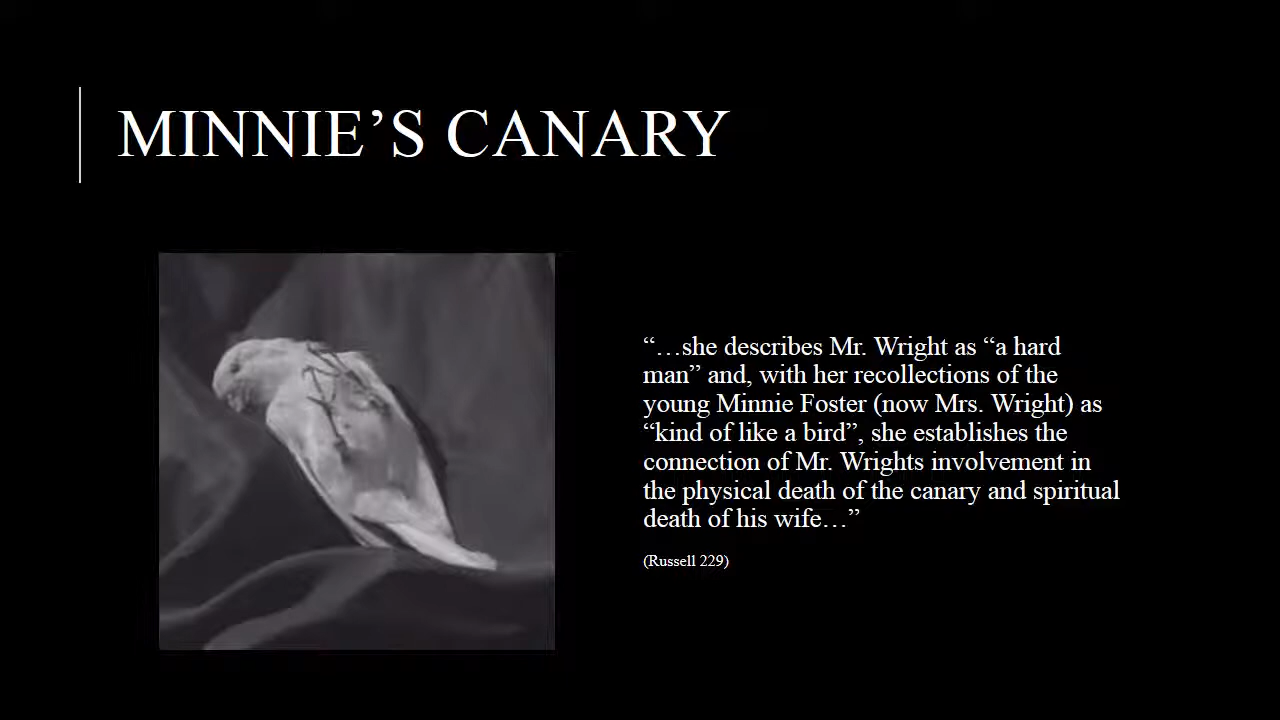 MINNIE’S CANARY
“…she describes Mr. Wright as “a hard
man” and, with her recollections of the
young Minnie Foster (now Mrs. Wright) as
“kind of like a bird”, she establishes the
connection of Mr. Wrights involvement in
the physical death of the canary and spiritual
death of his wife…”
(Russell 229)